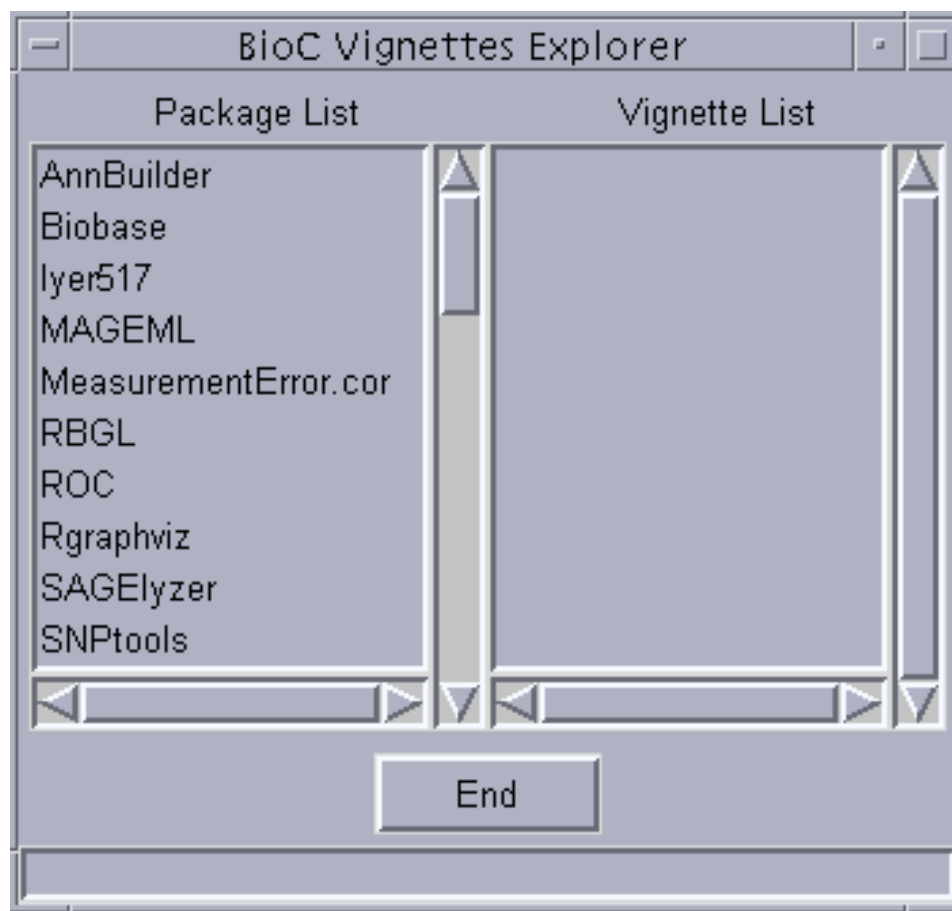 BioC Vignettes Explorer
Package List
Vignette List
AnnBuilder
Biobase
Iyer517
MAGEML
MeasurementError.cor
RBGL
ROC
Rgraphviz
SAGElyzer
SNPtools
End